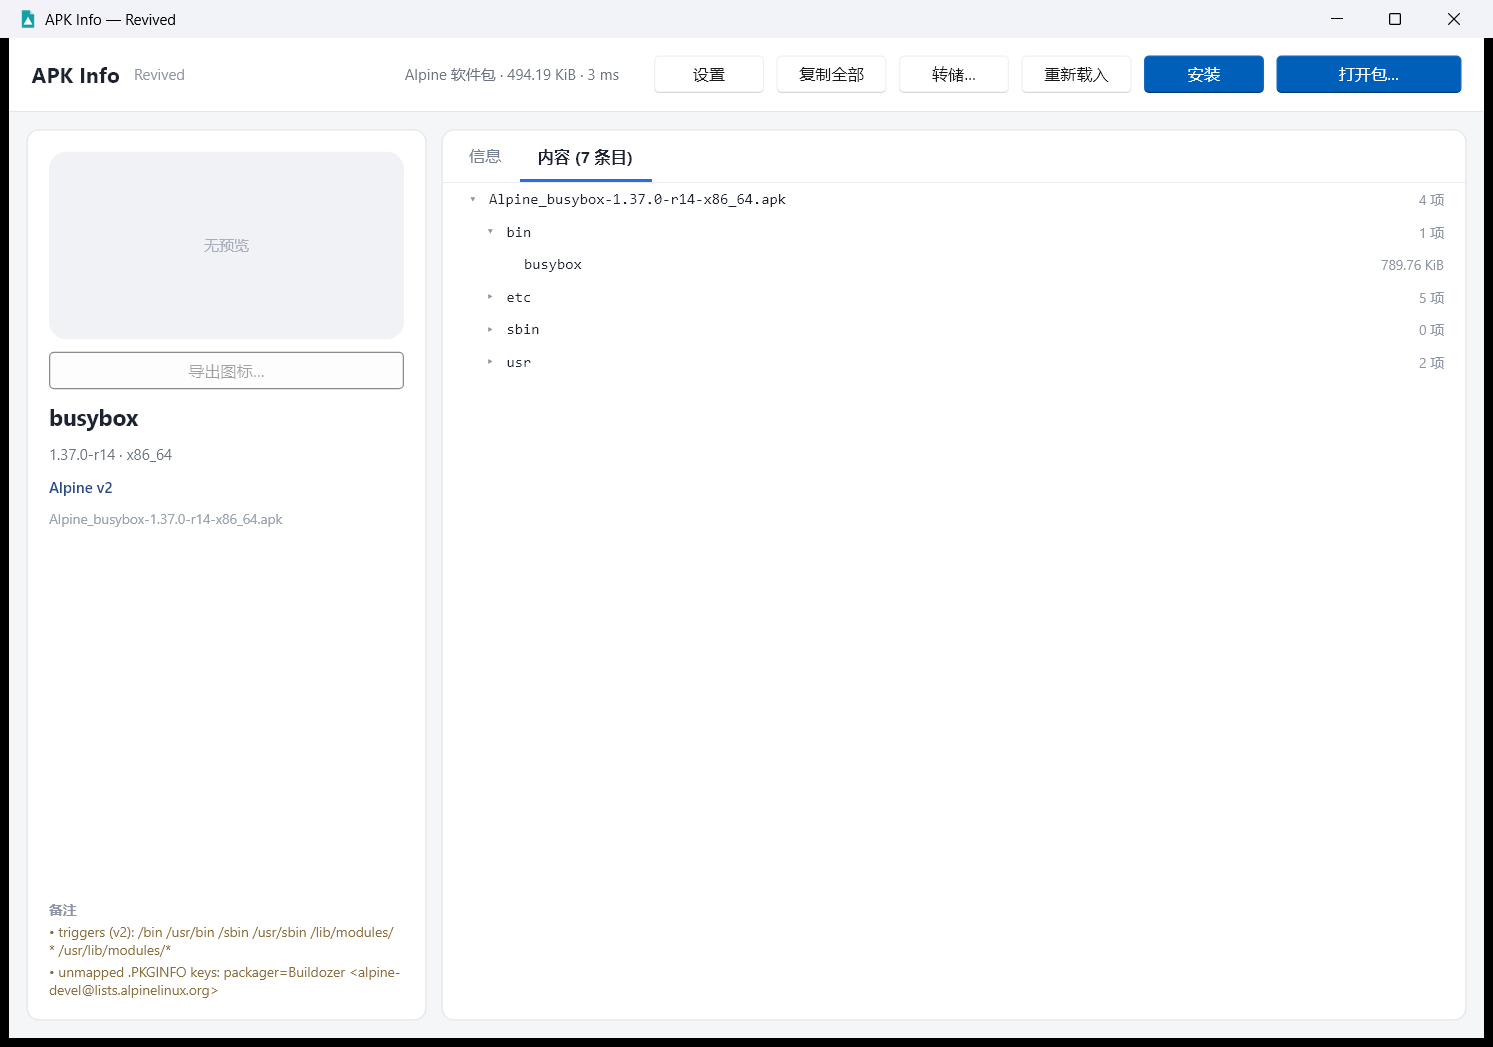 APK Info — Revived
APK Info Revived
Alpine 软件包 · 494.19 KiB · 3 ms
设置
复制全部
转储...
重新载入
安装
打开包...
无预览
导出图标...
busybox
1.37.0-r14 · x86_64
Alpine v2
Alpine_busybox-1.37.0-r14-x86_64.apk
备注
• triggers (v2): /bin /usr/bin /sbin /usr/sbin /lib/modules/
* /usr/lib/modules/*
• unmapped .PKGINFO keys: packager=Buildozer <alpine-
devel@lists.alpinelinux.org>
信息
内容 (7 条目)
Alpine_busybox-1.37.0-r14-x86_64.apk 4 项
bin 1 项
busybox 789.76 KiB
etc 5 项
sbin 0 项
usr 2 项